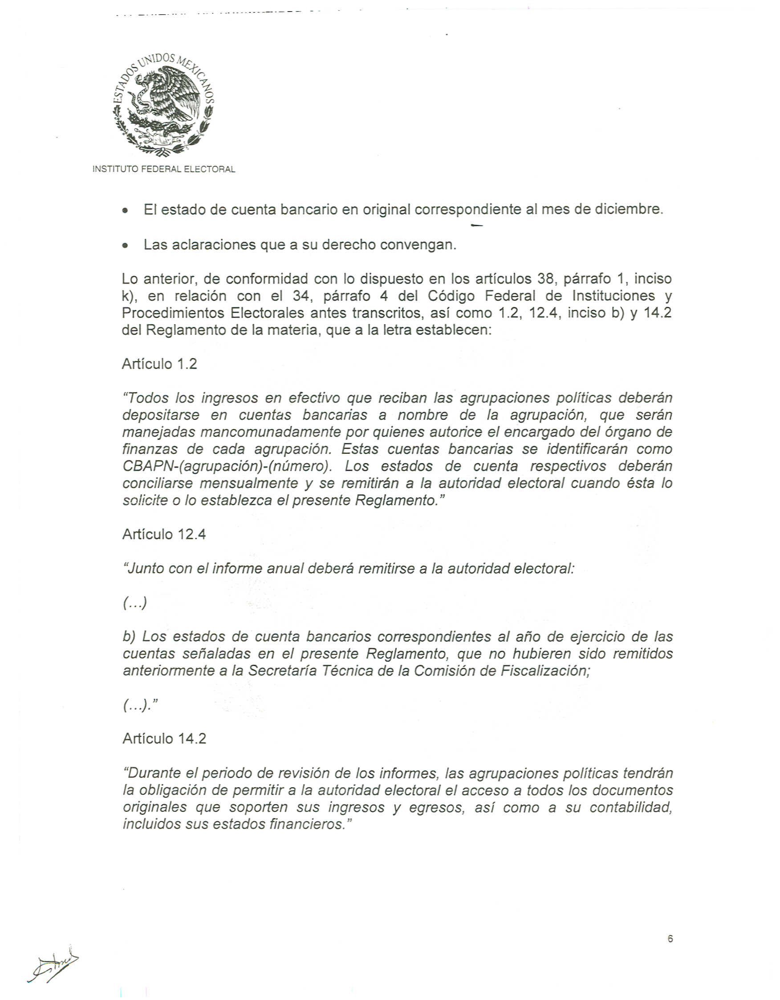 ESTADOS UNIDOS MEXICANOS
INSTITUTO FEDERAL ELECTORAL
• El estado de cuenta bancario en original correspondiente al mes de diciembre.
• Las aclaraciones que a su derecho convengan.
Lo anterior, de conformidad con lo dispuesto en los artículos 38, párrafo 1, inciso
k), en relación con el 34, párrafo 4 del Código Federal de Instituciones y
Procedimientos Electorales antes transcritos, así como 1.2, 12.4, inciso b) y 14.2
del Reglamento de la materia, que a la letra establecen:
Artículo 1.2
“Todos los ingresos en efectivo que reciban las agrupaciones políticas deberán
depositarse en cuentas bancarias a nombre de la agrupación, que serán
manejadas mancomunadamente por quienes autorice el encargado del órgano de
finanzas de cada agrupación. Estas cuentas bancarias se identificarán como
CBAPN-(agrupación)-(número). Los estados de cuenta respectivos deberán
conciliarse mensualmente y se remitirán a la autoridad electoral cuando ésta lo
solicite o lo establezca el presente Reglamento.”
Artículo 12.4
“Junto con el informe anual deberá remitirse a la autoridad electoral:
(...)
b) Los estados de cuenta bancarios correspondientes al año de ejercicio de las
cuentas señaladas en el presente Reglamento, que no hubieren sido remitidos
anteriormente a la Secretaría Técnica de la Comisión de Fiscalización;
(...).”
Artículo 14.2
“Durante el periodo de revisión de los informes, las agrupaciones políticas tendrán
la obligación de permitir a la autoridad electoral el acceso a todos los documentos
originales que soporten sus ingresos y egresos, así como a su contabilidad,
incluidos sus estados financieros.”
6